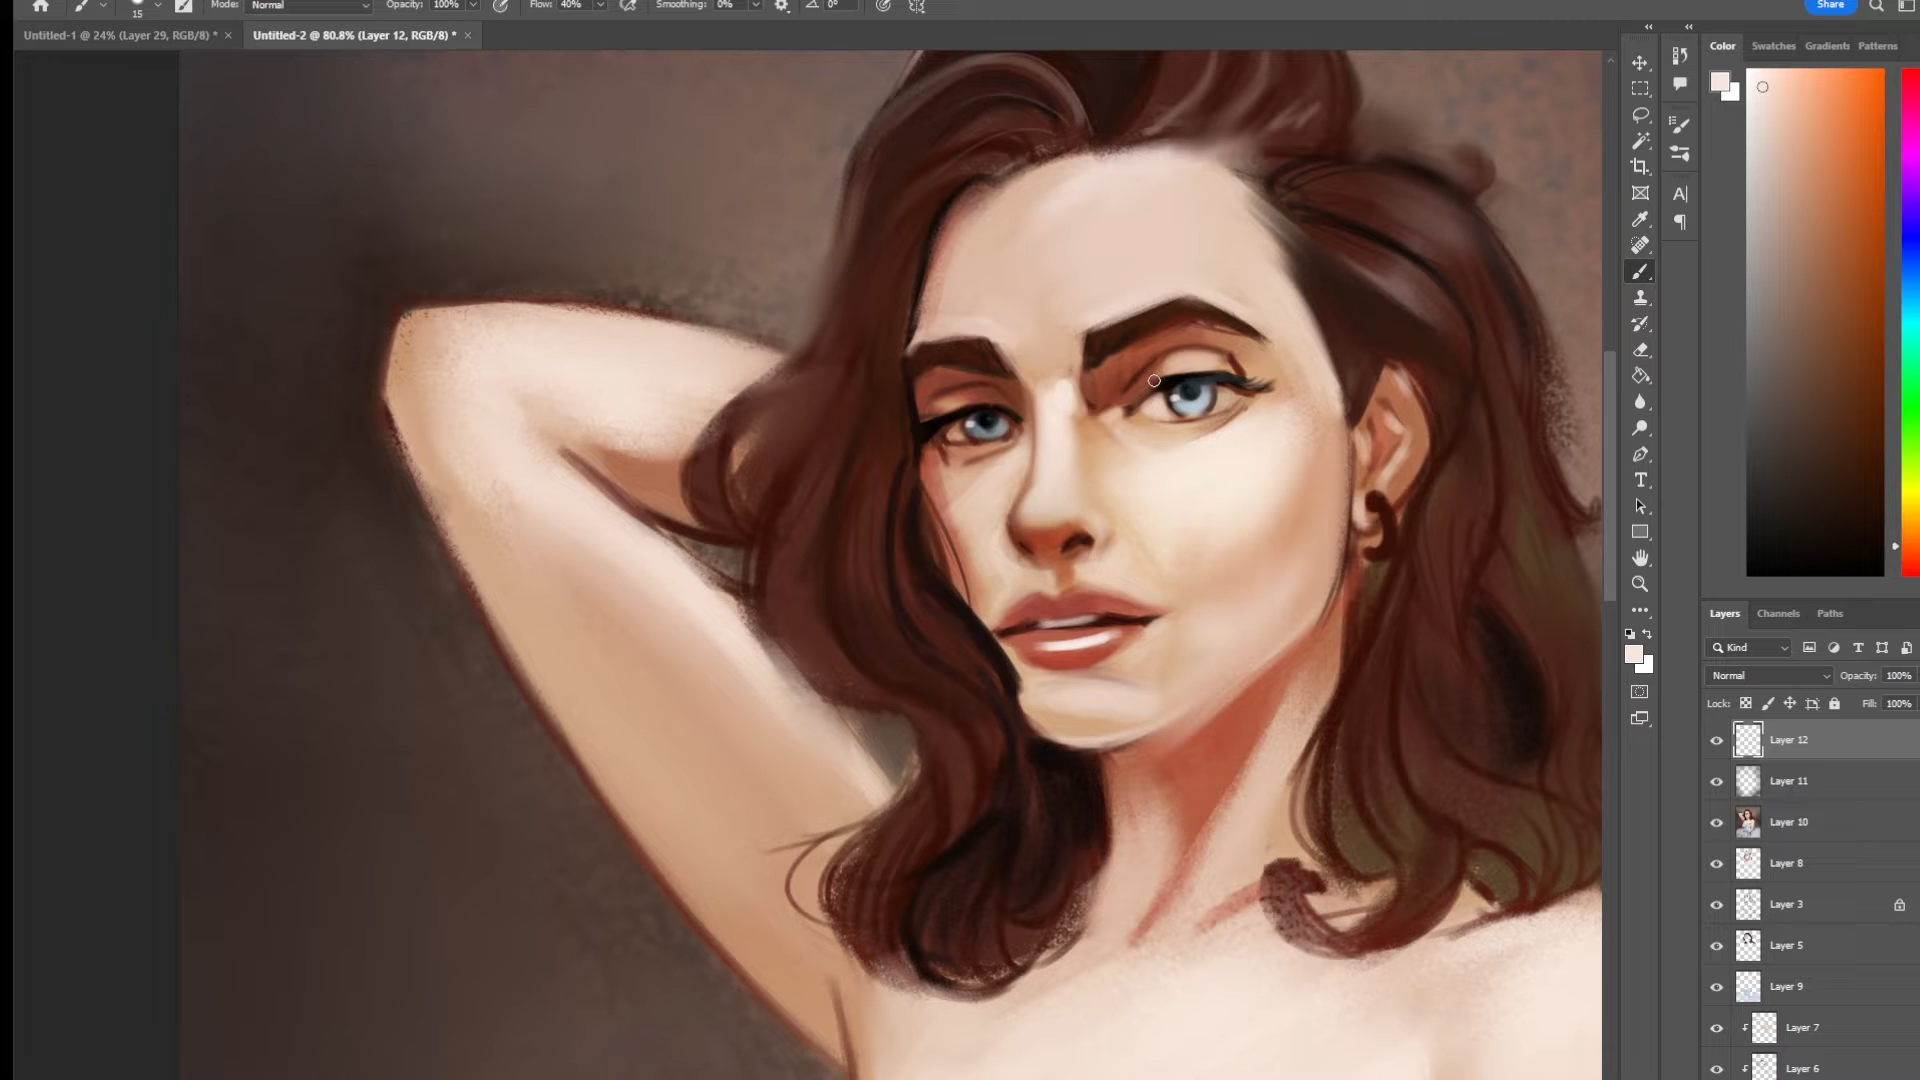 15 Mode: Normal Opacity: 100% Flow: 40% Smoothing: 0% 0° Share
Untitled-1 @ 24% (Layer 29, RGB/8) * × Untitled-2 @ 80.8% (Layer 12, RGB/8) * ×
Color Swatches Gradients Patterns
Layers Channels Paths
Kind
Normal Opacity: 100%
Lock: Fill: 100%
Layer 12
Layer 11
Layer 10
Layer 8
Layer 3
Layer 5
Layer 9
Layer 7
Layer 6